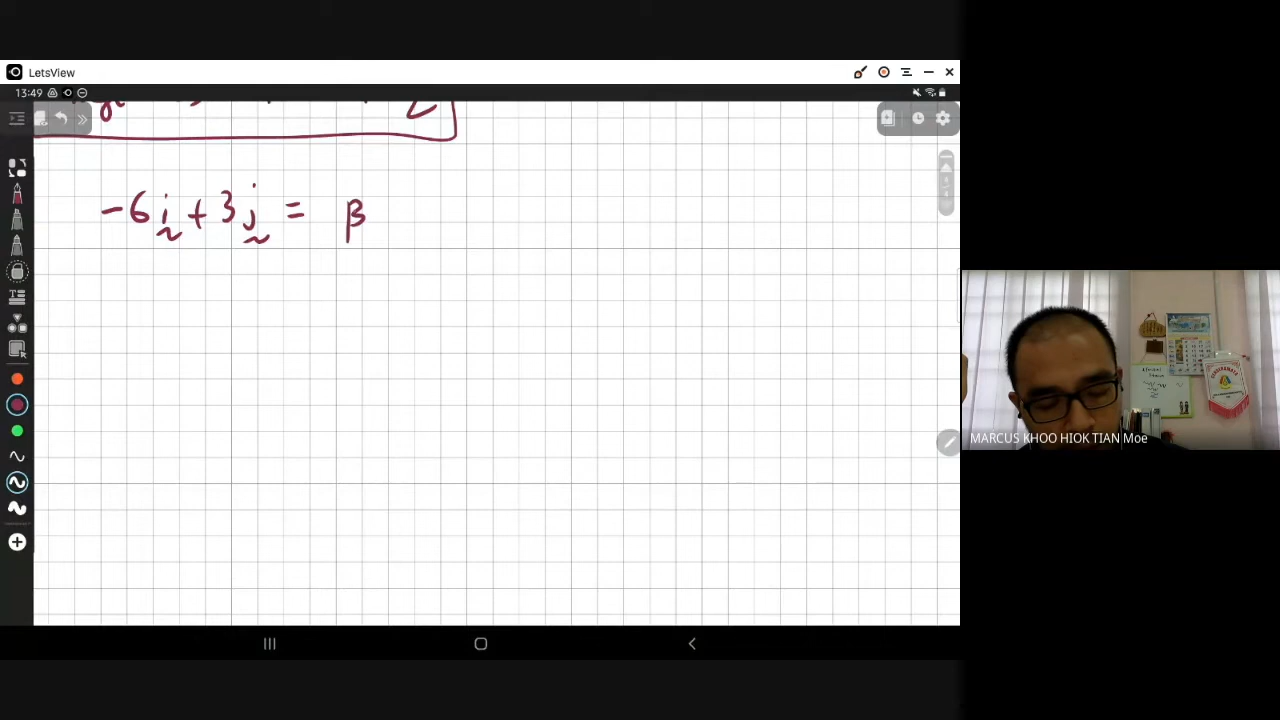 LetsView
13:49
-6i + 3j = β
MARCUS KHOO HIOK TIAN Moe